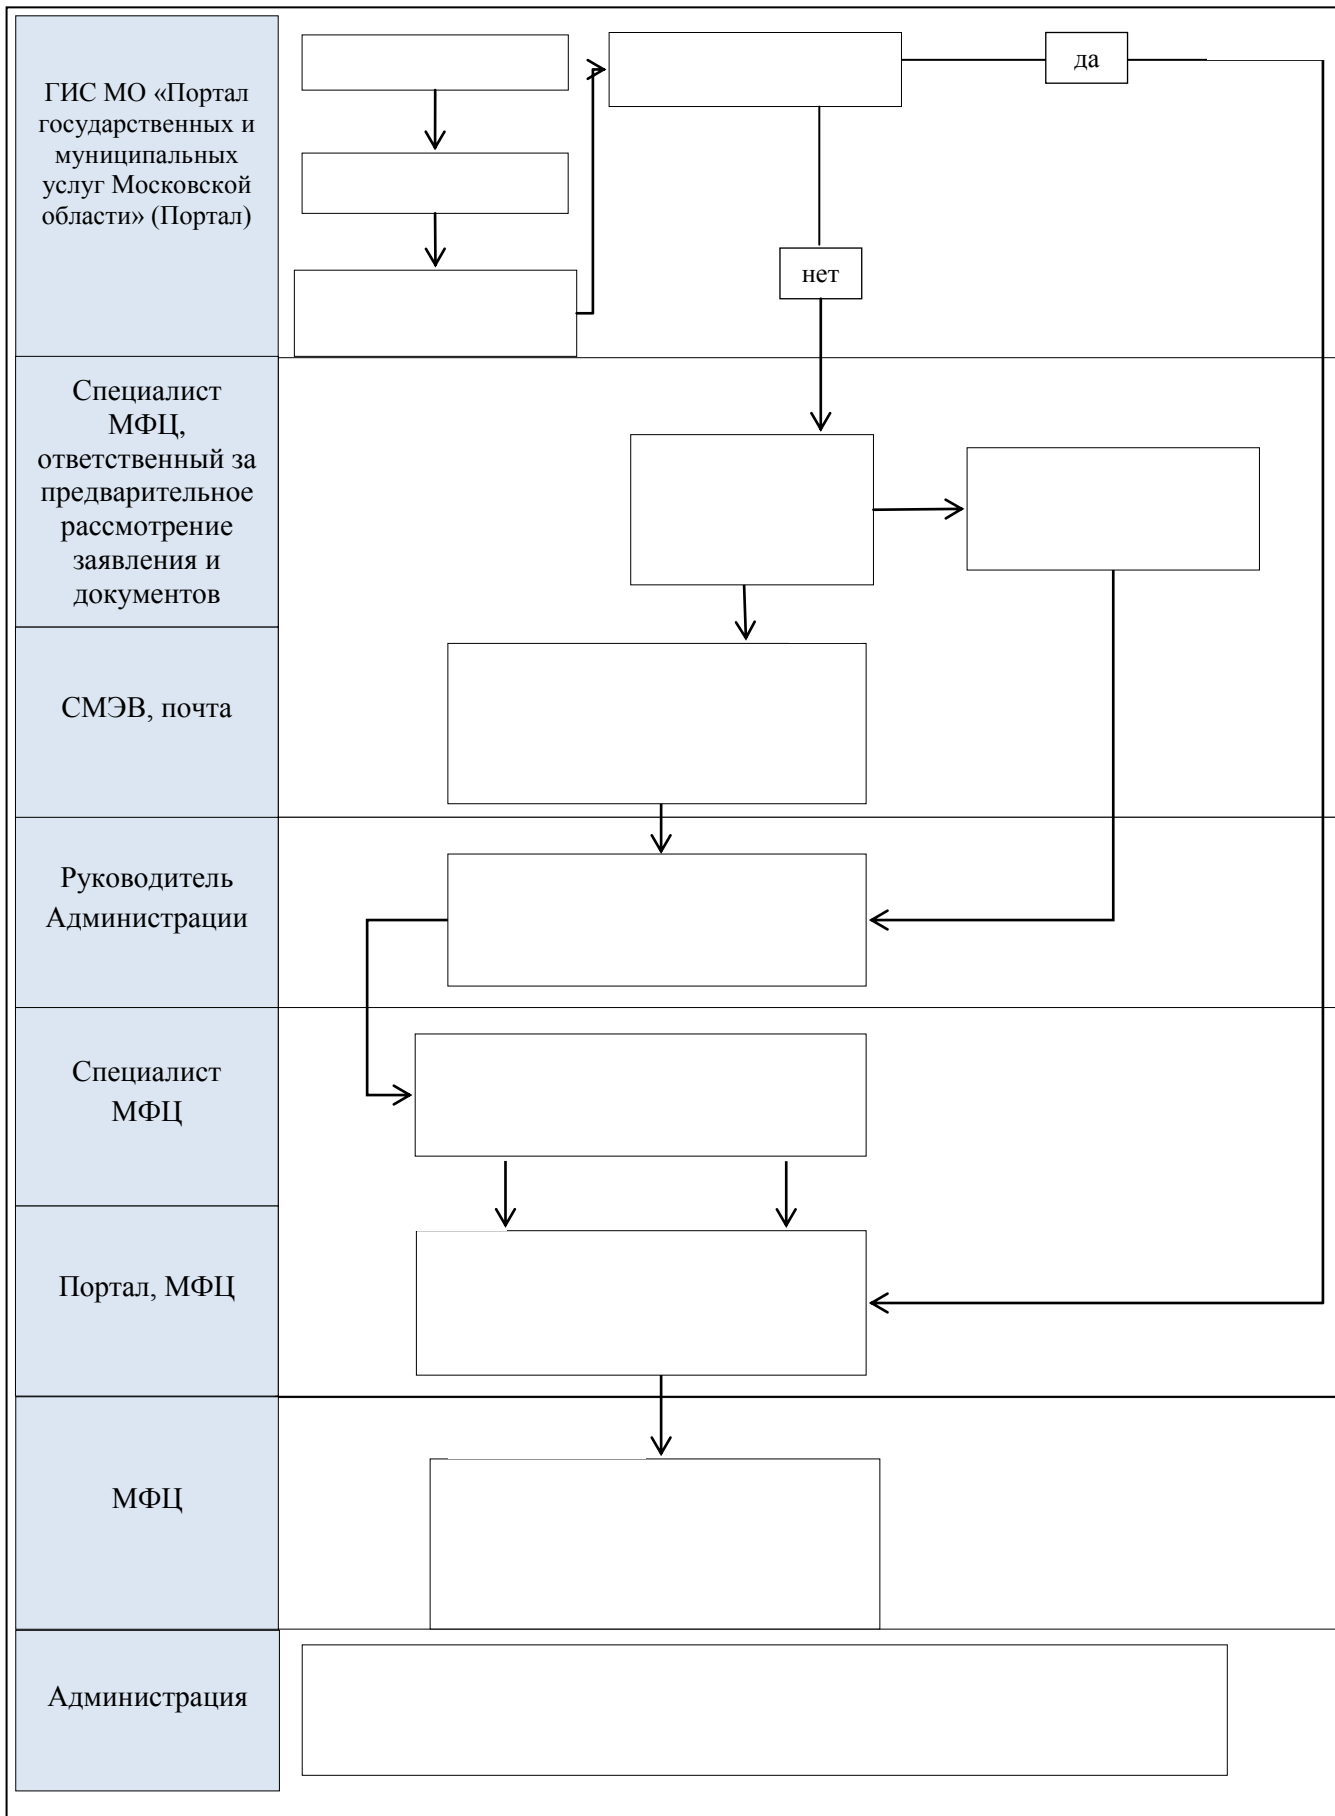 ГИС МО «Портал
государственных и
муниципальных
услуг Московской
области» (Портал)
да
нет
Специалист
МФЦ,
ответственный за
предварительное
рассмотрение
заявления и
документов
СМЭВ, почта
Руководитель
Администрации
Специалист
МФЦ
Портал, МФЦ
МФЦ
Администрация